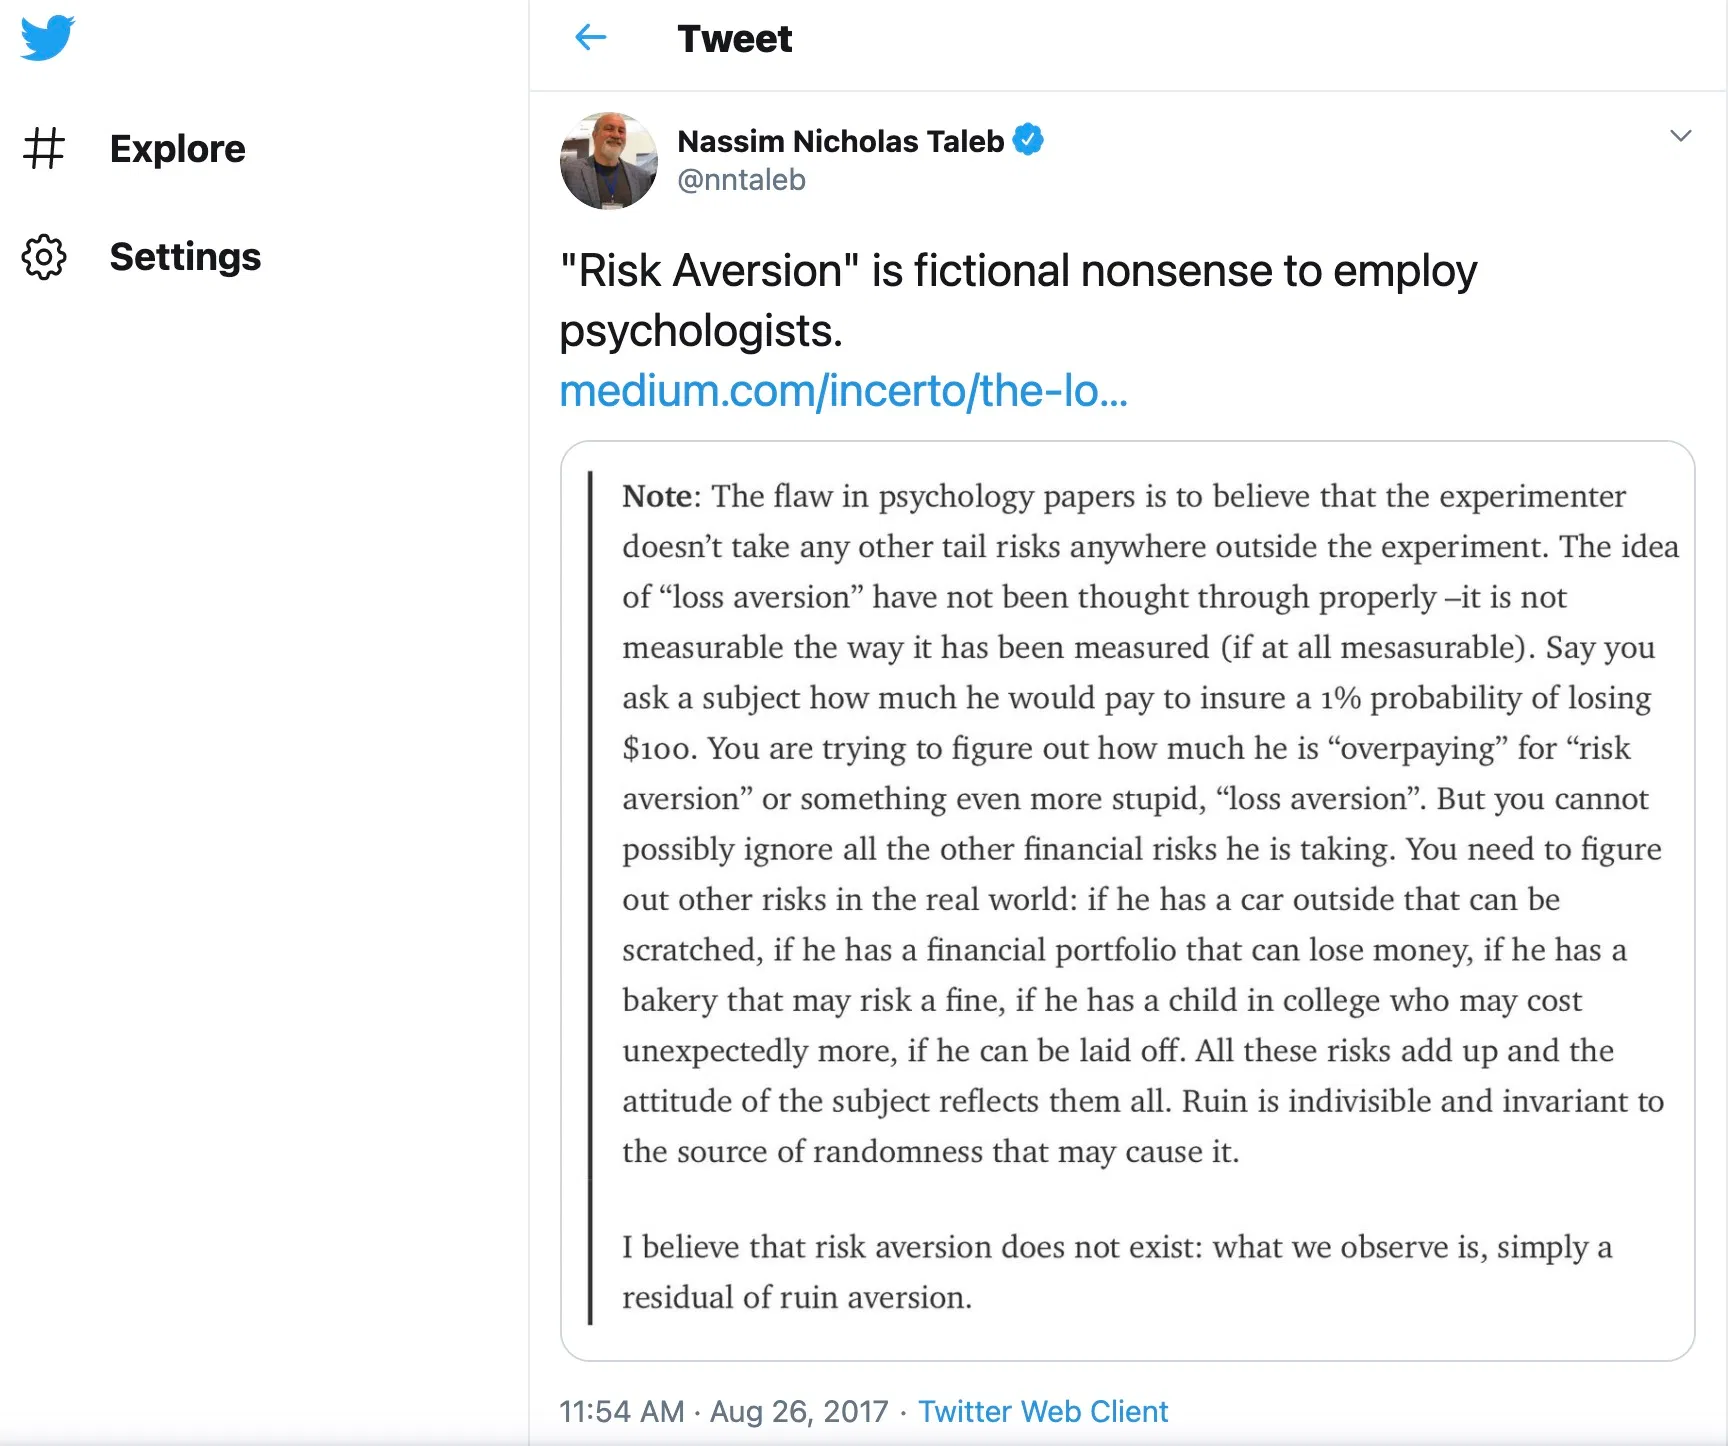 Tweet
Explore
Settings
Nassim Nicholas Taleb
@nntaleb
"Risk Aversion" is fictional nonsense to employ
psychologists.
medium.com/incerto/the-lo...
Note: The flaw in psychology papers is to believe that the experimenter
doesn’t take any other tail risks anywhere outside the experiment. The idea
of “loss aversion” have not been thought through properly –it is not
measurable the way it has been measured (if at all mesasurable). Say you
ask a subject how much he would pay to insure a 1% probability of losing
$100. You are trying to figure out how much he is “overpaying” for “risk
aversion” or something even more stupid, “loss aversion”. But you cannot
possibly ignore all the other financial risks he is taking. You need to figure
out other risks in the real world: if he has a car outside that can be
scratched, if he has a financial portfolio that can lose money, if he has a
bakery that may risk a fine, if he has a child in college who may cost
unexpectedly more, if he can be laid off. All these risks add up and the
attitude of the subject reflects them all. Ruin is indivisible and invariant to
the source of randomness that may cause it.
I believe that risk aversion does not exist: what we observe is, simply a
residual of ruin aversion.
11:54 AM · Aug 26, 2017 · Twitter Web Client